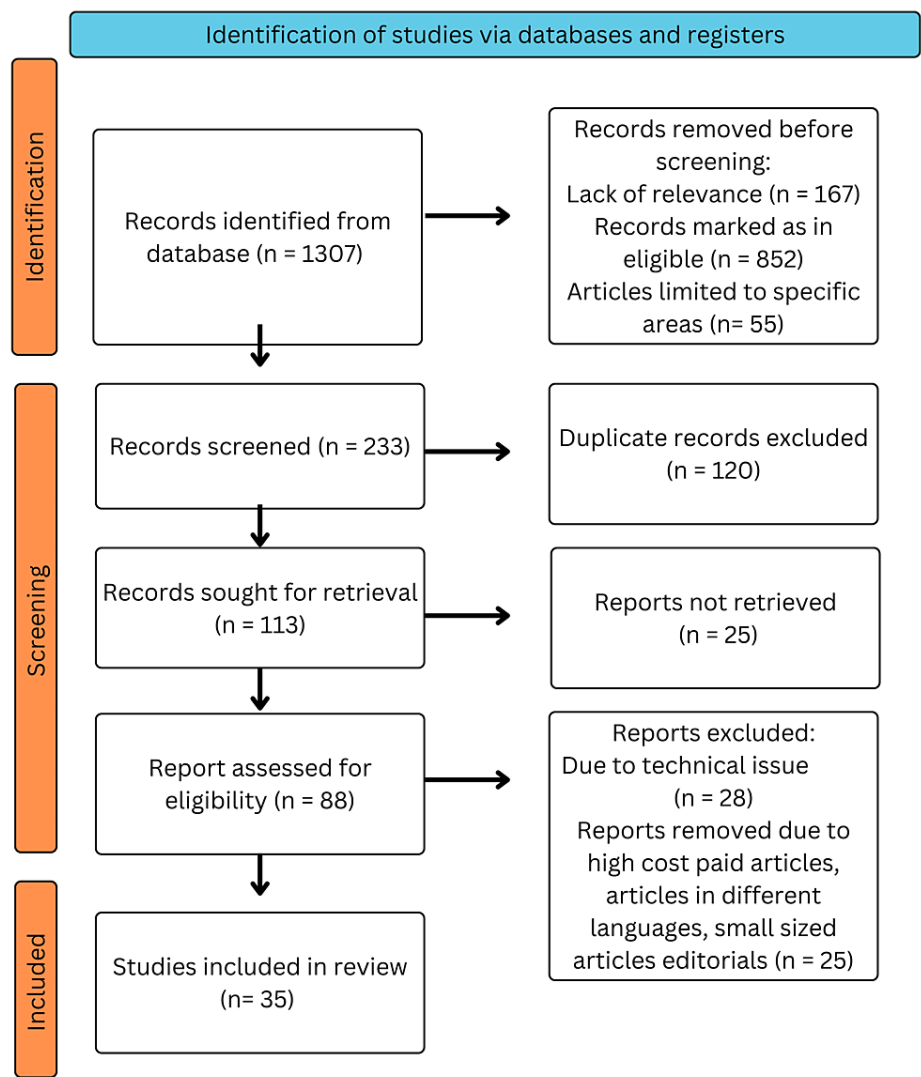 Identification of studies via databases and registers
Identification
Records identified from
database (n = 1307)
Records removed before
screening:
Lack of relevance (n = 167)
Records marked as in
eligible (n = 852)
Articles limited to specific
areas (n= 55)
Screening
Records screened (n = 233)
Duplicate records excluded
(n = 120)
Records sought for retrieval
(n = 113)
Reports not retrieved
(n = 25)
Report assessed for
eligibility (n = 88)
Reports excluded:
Due to technical issue
(n = 28)
Reports removed due to
high cost paid articles,
articles in different
languages, small sized
articles editorials (n = 25)
Included
Studies included in review
(n= 35)